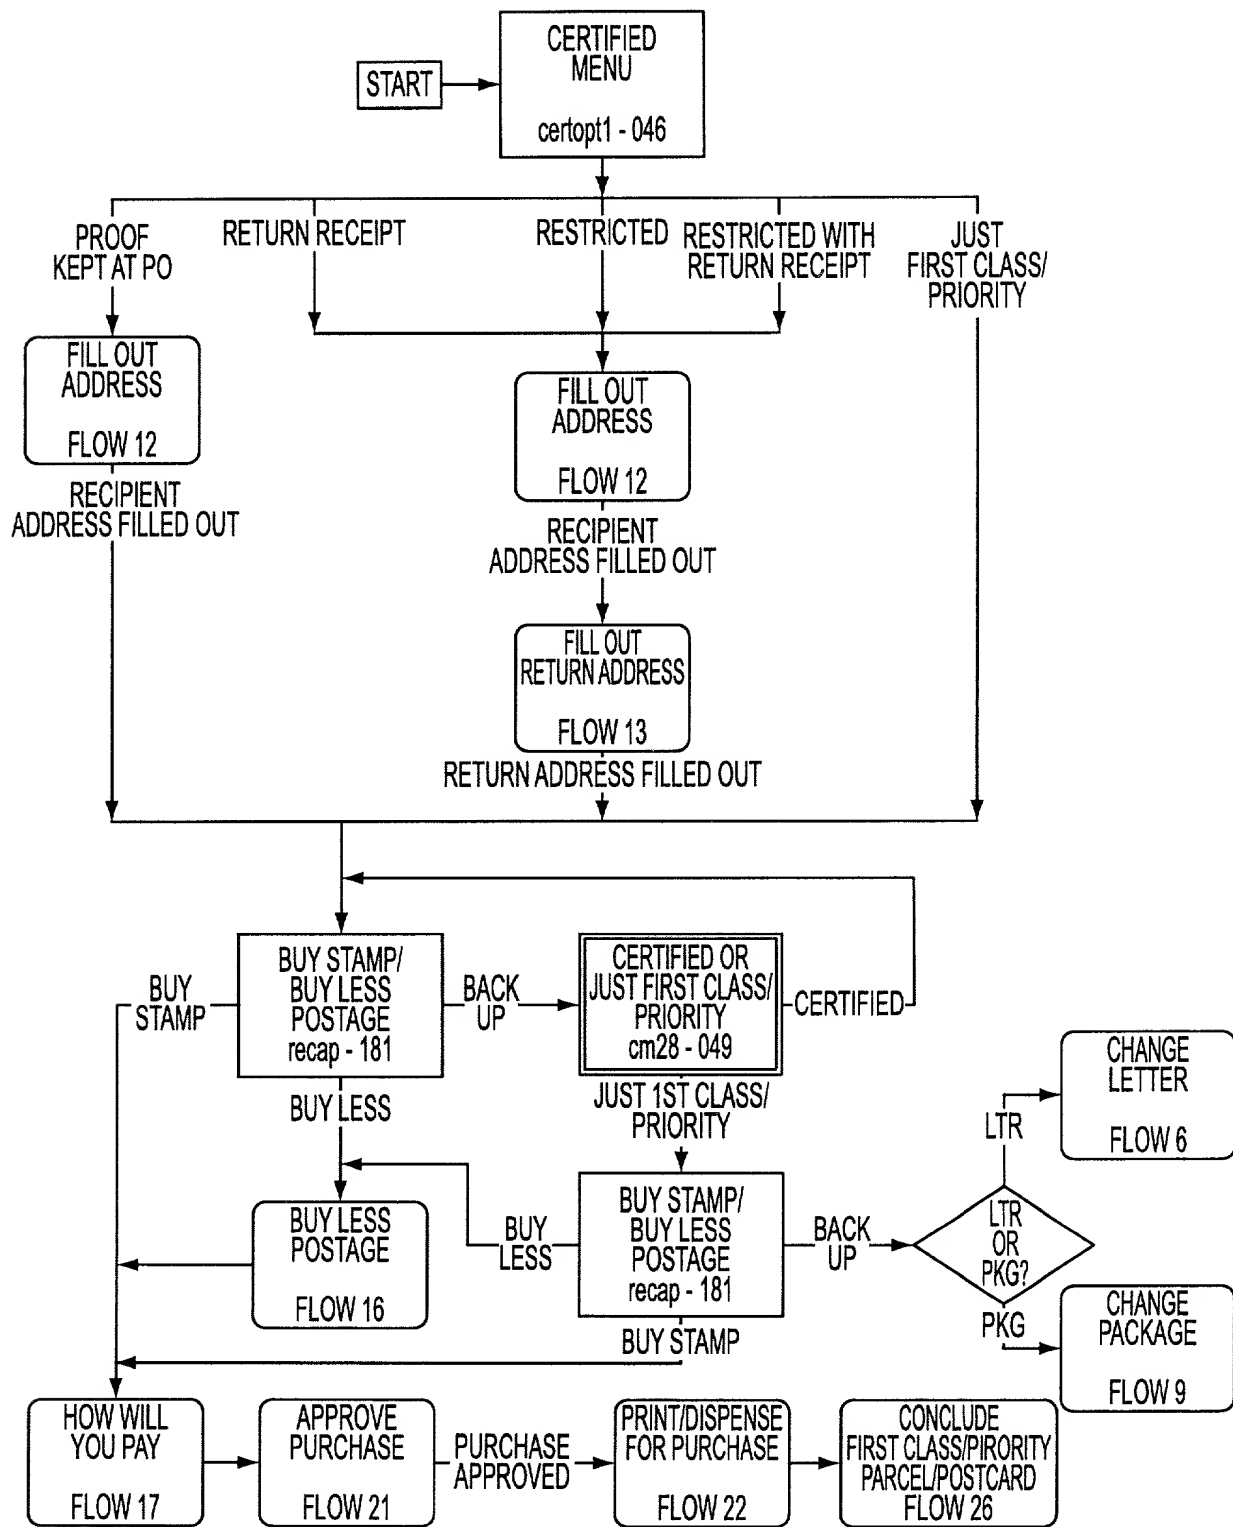 CERTIFIED
MENU
certopt1 - 046
START
PROOF
KEPT AT PO
RETURN RECEIPT
RESTRICTED
RESTRICTED WITH
RETURN RECEIPT
JUST
FIRST CLASS/
PRIORITY
FILL OUT
ADDRESS
FLOW 12
RECIPIENT
ADDRESS FILLED OUT
FILL OUT
ADDRESS
FLOW 12
RECIPIENT
ADDRESS FILLED OUT
FILL OUT
RETURN ADDRESS
FLOW 13
RETURN ADDRESS FILLED OUT
BUY
STAMP
BUY STAMP/
BUY LESS
POSTAGE
recap - 181
BACK
UP
CERTIFIED OR
JUST FIRST CLASS/
PRIORITY
cm28 - 049
CERTIFIED
BUY LESS
JUST 1ST CLASS/
PRIORITY
CHANGE
LETTER
FLOW 6
LTR
BUY LESS
POSTAGE
FLOW 16
BUY
LESS
BUY STAMP/
BUY LESS
POSTAGE
recap - 181
BACK
UP
LTR
OR
PKG?
PKG
CHANGE
PACKAGE
FLOW 9
BUY STAMP
HOW WILL
YOU PAY
FLOW 17
APPROVE
PURCHASE
FLOW 21
PURCHASE
APPROVED
PRINT/DISPENSE
FOR PURCHASE
FLOW 22
CONCLUDE
FIRST CLASS/PIRORITY
PARCEL/POSTCARD
FLOW 26